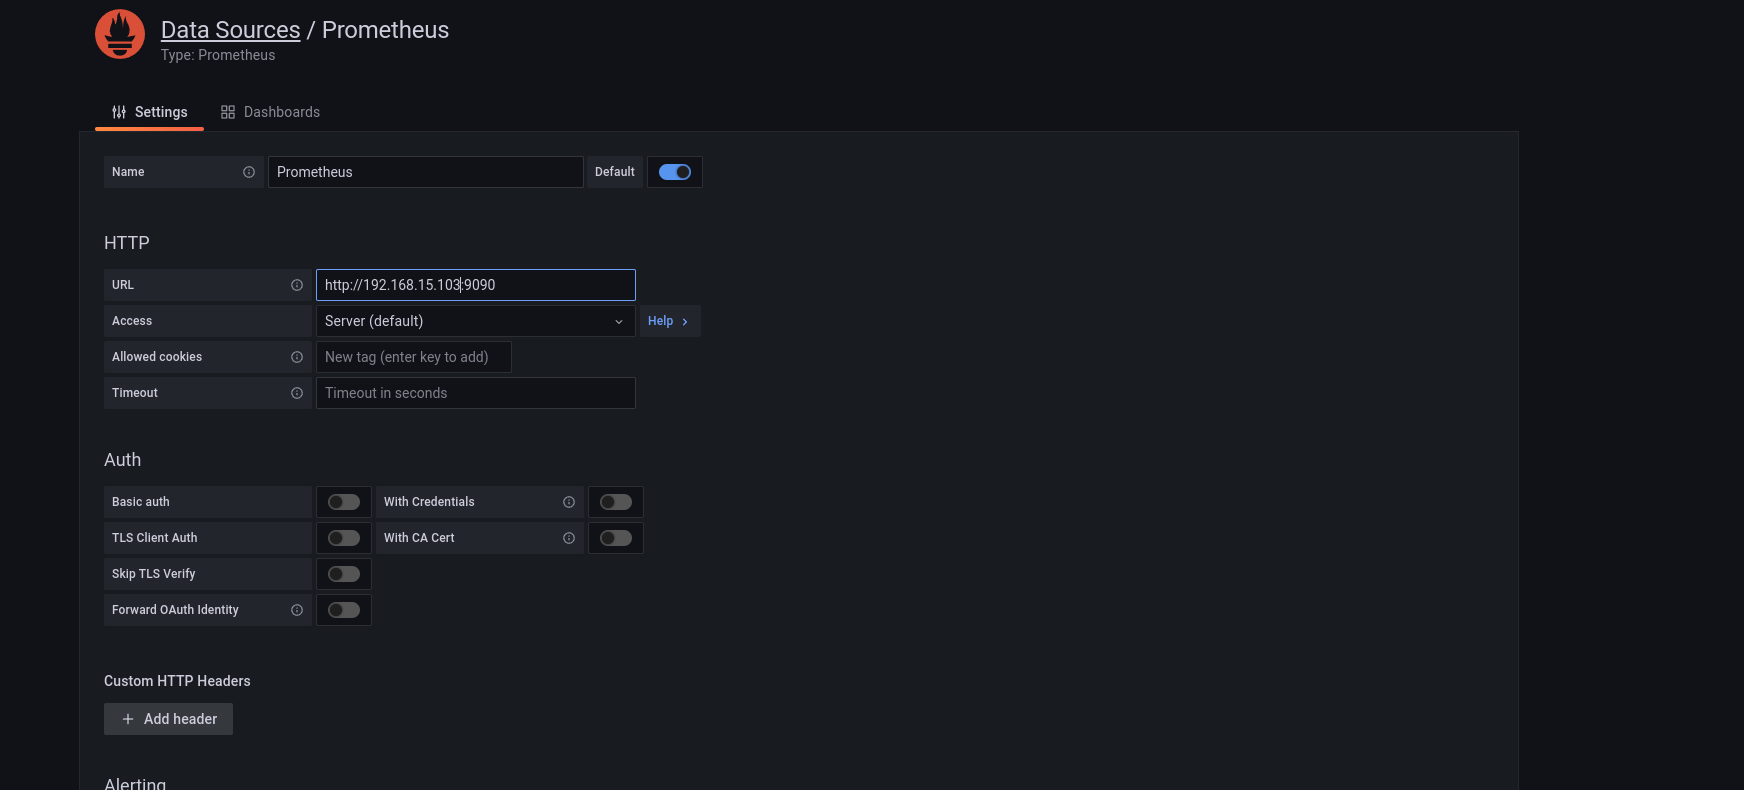 Data Sources / Prometheus
Type: Prometheus
Settings Dashboards
Name Prometheus Default
HTTP
URL http://192.168.15.103:9090
Access Server (default) Help
Allowed cookies New tag (enter key to add)
Timeout Timeout in seconds
Auth
Basic auth With Credentials
TLS Client Auth With CA Cert
Skip TLS Verify
Forward OAuth Identity
Custom HTTP Headers
+ Add header
Alerting